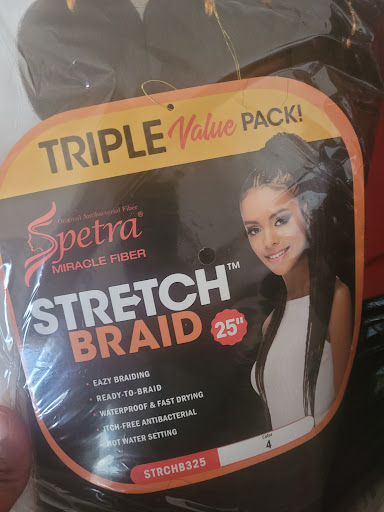 TRIPLE Value PACK!
Original Antibacterial Fiber
Spetra®
MIRACLE FIBER
STRETCH™
BRAID 25"
• EAZY BRAIDING
• READY-TO-BRAID
• WATERPROOF & FAST DRYING
• ITCH-FREE ANTIBACTERIAL
• HOT WATER SETTING
Color
STRCHB325 4